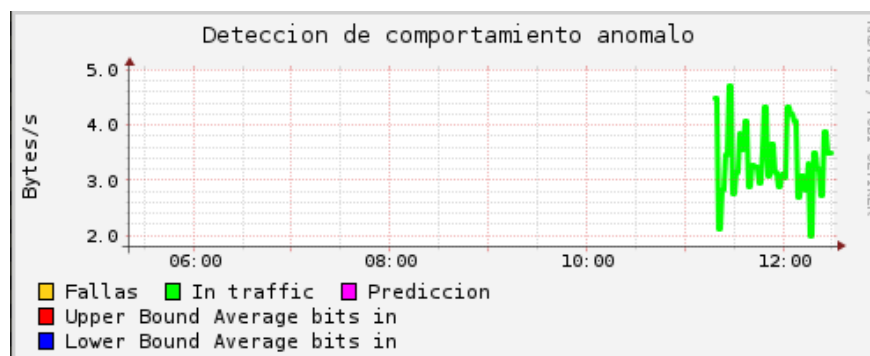 Deteccion de comportamiento anomalo
Bytes/s
5.0
4.0
3.0
2.0
06:00 08:00 10:00 12:00
Fallas In traffic Prediccion
Upper Bound Average bits in
Lower Bound Average bits in